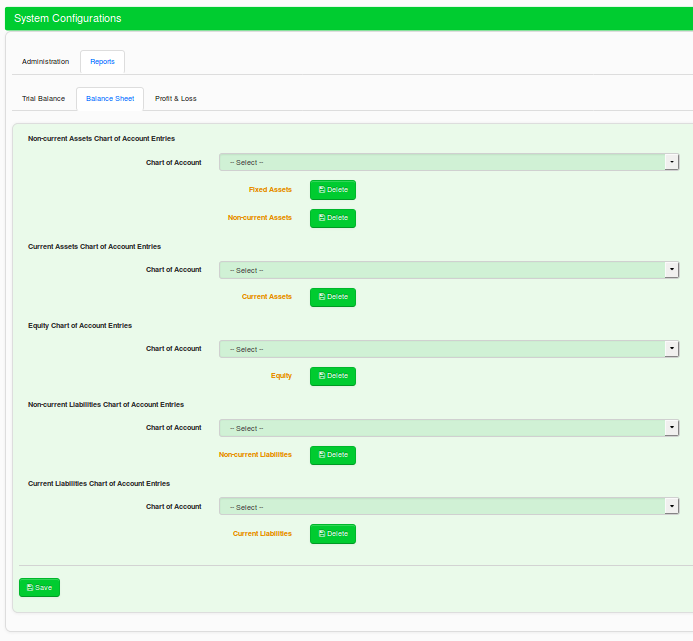 System Configurations
Administration Reports
Trial Balance Balance Sheet Profit & Loss
Non-current Assets Chart of Account Entries
Chart of Account -- Select --
Fixed Assets Delete
Non-current Assets Delete
Current Assets Chart of Account Entries
Chart of Account -- Select --
Current Assets Delete
Equity Chart of Account Entries
Chart of Account -- Select --
Equity Delete
Non-current Liabilities Chart of Account Entries
Chart of Account -- Select --
Non-current Liabilities Delete
Current Liabilities Chart of Account Entries
Chart of Account -- Select --
Current Liabilities Delete
Save